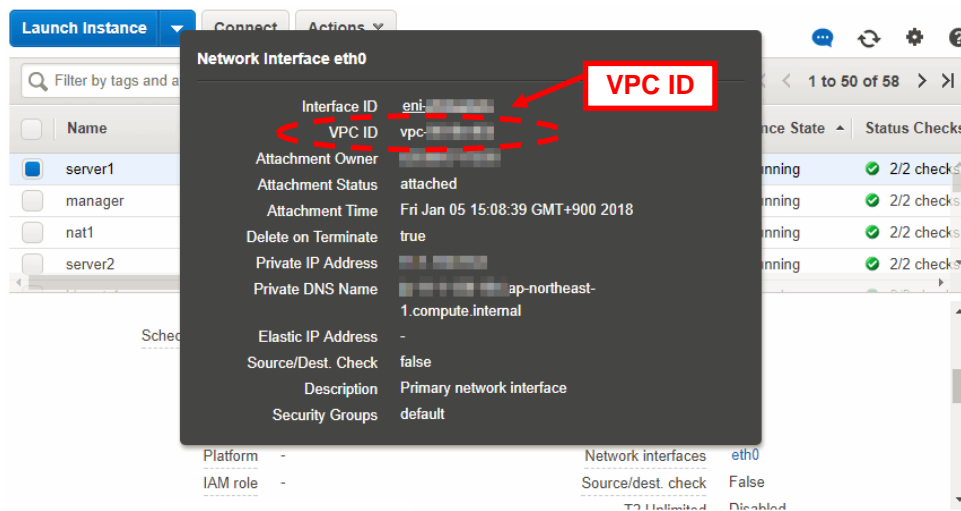 Launch Instance Connect Actions
Network Interface eth0
VPC ID
Filter by tags and a
1 to 50 of 58
Interface ID eni-
VPC ID vpc-
Name
nce State
Status Checks
Attachment Owner
server1
Attachment Status attached
nning
2/2 checks
manager
Attachment Time Fri Jan 05 15:08:39 GMT+900 2018
nning
2/2 checks
nat1
Delete on Terminate true
nning
2/2 checks
server2
Private IP Address
nning
2/2 checks
Private DNS Name ap-northeast-
1.compute.internal
Sched
Elastic IP Address -
Source/Dest. Check false
Description Primary network interface
Security Groups default
Platform -
Network interfaces eth0
IAM role -
Source/dest. check False
T2 Unlimited Disabled